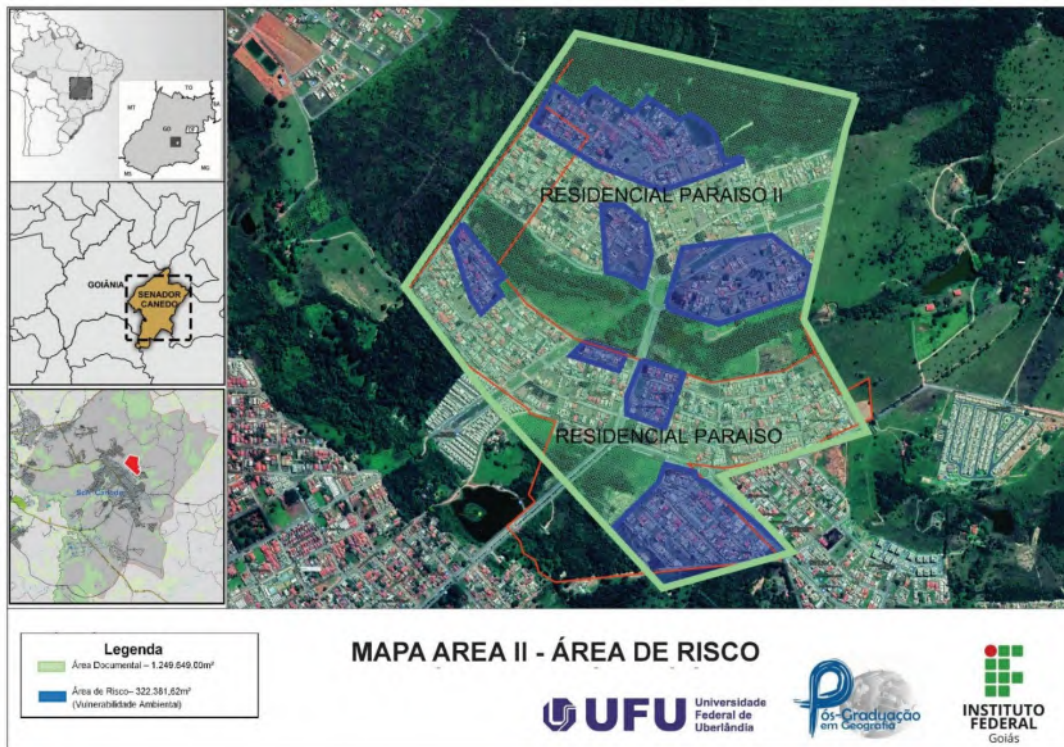 TO
BA
MT
GO
DF
MS
MG
GOIÂNIA
SENADOR
CANEDO
RESIDENCIAL PARAISO II
RESIDENCIAL PARAISO
Legenda
Área Documental – 1.249.649,00m²
Área de Risco– 322.381,62m²
(Vulnerabilidade Ambiental)
MAPA AREA II - ÁREA DE RISCO
UFU
Universidade
Federal de
Uberlândia
Pós-Graduação
em Geografia
INSTITUTO
FEDERAL
Goiás